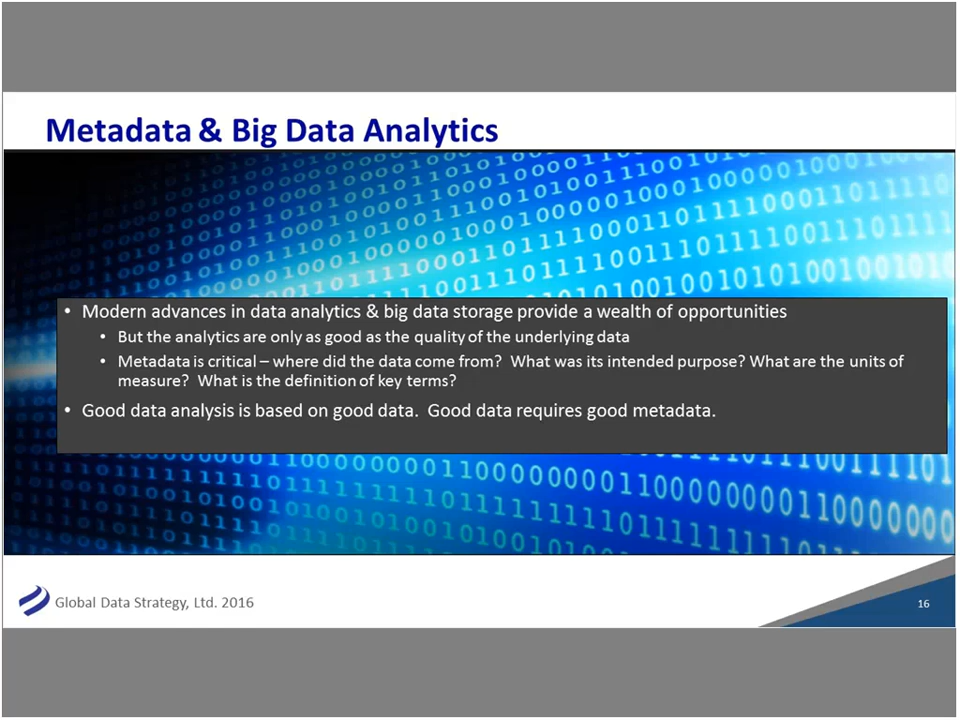 Metadata & Big Data Analytics
• Modern advances in data analytics & big data storage provide a wealth of opportunities
• But the analytics are only as good as the quality of the underlying data
• Metadata is critical – where did the data come from?  What was its intended purpose? What are the units of
measure?  What is the definition of key terms?
• Good data analysis is based on good data.  Good data requires good metadata.
Global Data Strategy, Ltd. 2016
16